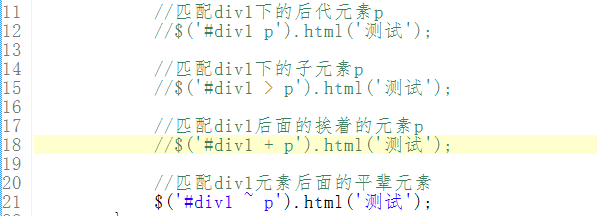 11 //匹配div1下的后代元素p
12 //$('#div1 p').html('测试');
13
14 //匹配div1下的子元素p
15 //$('#div1 > p').html('测试');
16
17 //匹配div1后面的挨着的元素p
18 //$('#div1 + p').html('测试');
19
20 //匹配div1元素后面的平辈元素
21 $('#div1 ~ p').html('测试');